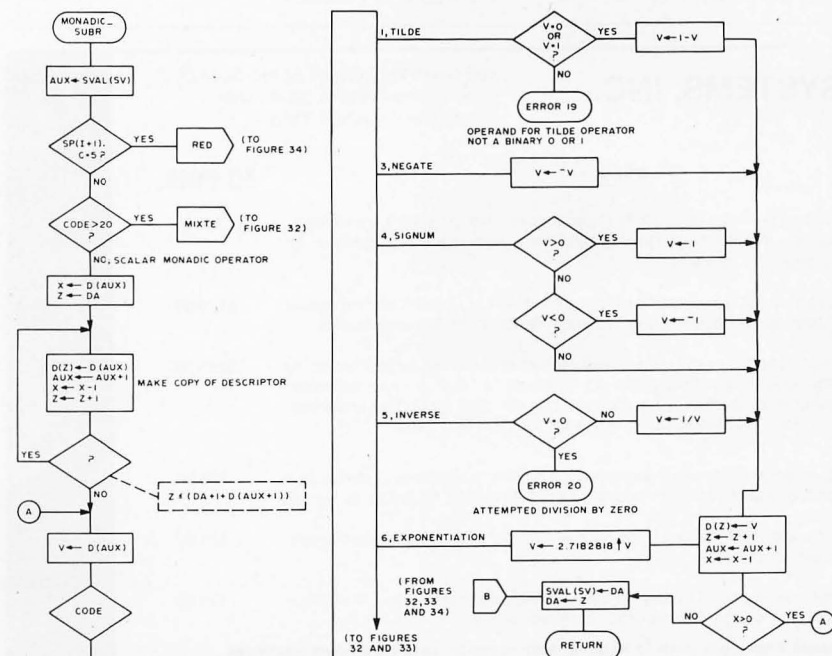 MONADIC_
SUBR
AUX ← SVAL(SV)
SP(I+1).
C=5 ?
YES
RED
(TO
FIGURE 34)
NO
CODE>20
?
YES
MIXTE
(TO
FIGURE 32)
NO, SCALAR MONADIC OPERATOR
X ← D(AUX)
Z ← DA
D(Z) ← D(AUX)
AUX ← AUX+1
X ← X-1
Z ← Z+1
MAKE COPY OF DESCRIPTOR
YES
?
NO
Z ≤ (DA+1+D(AUX+1))
A
V ← D(AUX)
CODE
1, TILDE
V=0
OR
V=1
?
YES
V ← 1-V
NO
ERROR 19
OPERAND FOR TILDE OPERATOR
NOT A BINARY 0 OR 1
3, NEGATE
V ← ¯V
4, SIGNUM
V>0
?
YES
V ← 1
NO
V<0
?
YES
V ← ¯1
NO
5, INVERSE
V=0
?
NO
V ← 1/V
YES
ERROR 20
ATTEMPTED DIVISION BY ZERO
6, EXPONENTIATION
V ← 2.7182818 ↑ V
D(Z) ← V
Z ← Z+1
AUX ← AUX+1
X ← X-1
(FROM
FIGURES
32,33
AND 34)
B
SVAL(SV) ← DA
DA ← Z
NO
X>0
?
YES
A
RETURN
(TO FIGURES
32 AND 33)
SYSTEMS, INC